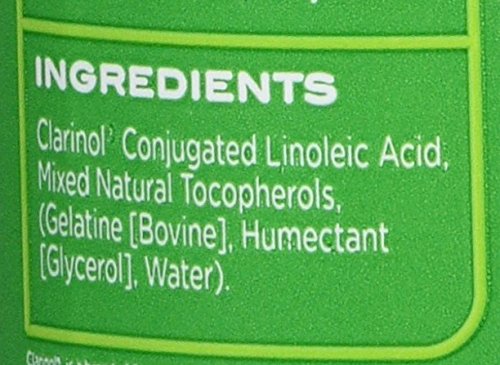 INGREDIENTS
Clarinol® Conjugated Linoleic Acid,
Mixed Natural Tocopherols,
(Gelatine [Bovine], Humectant
[Glycerol], Water).